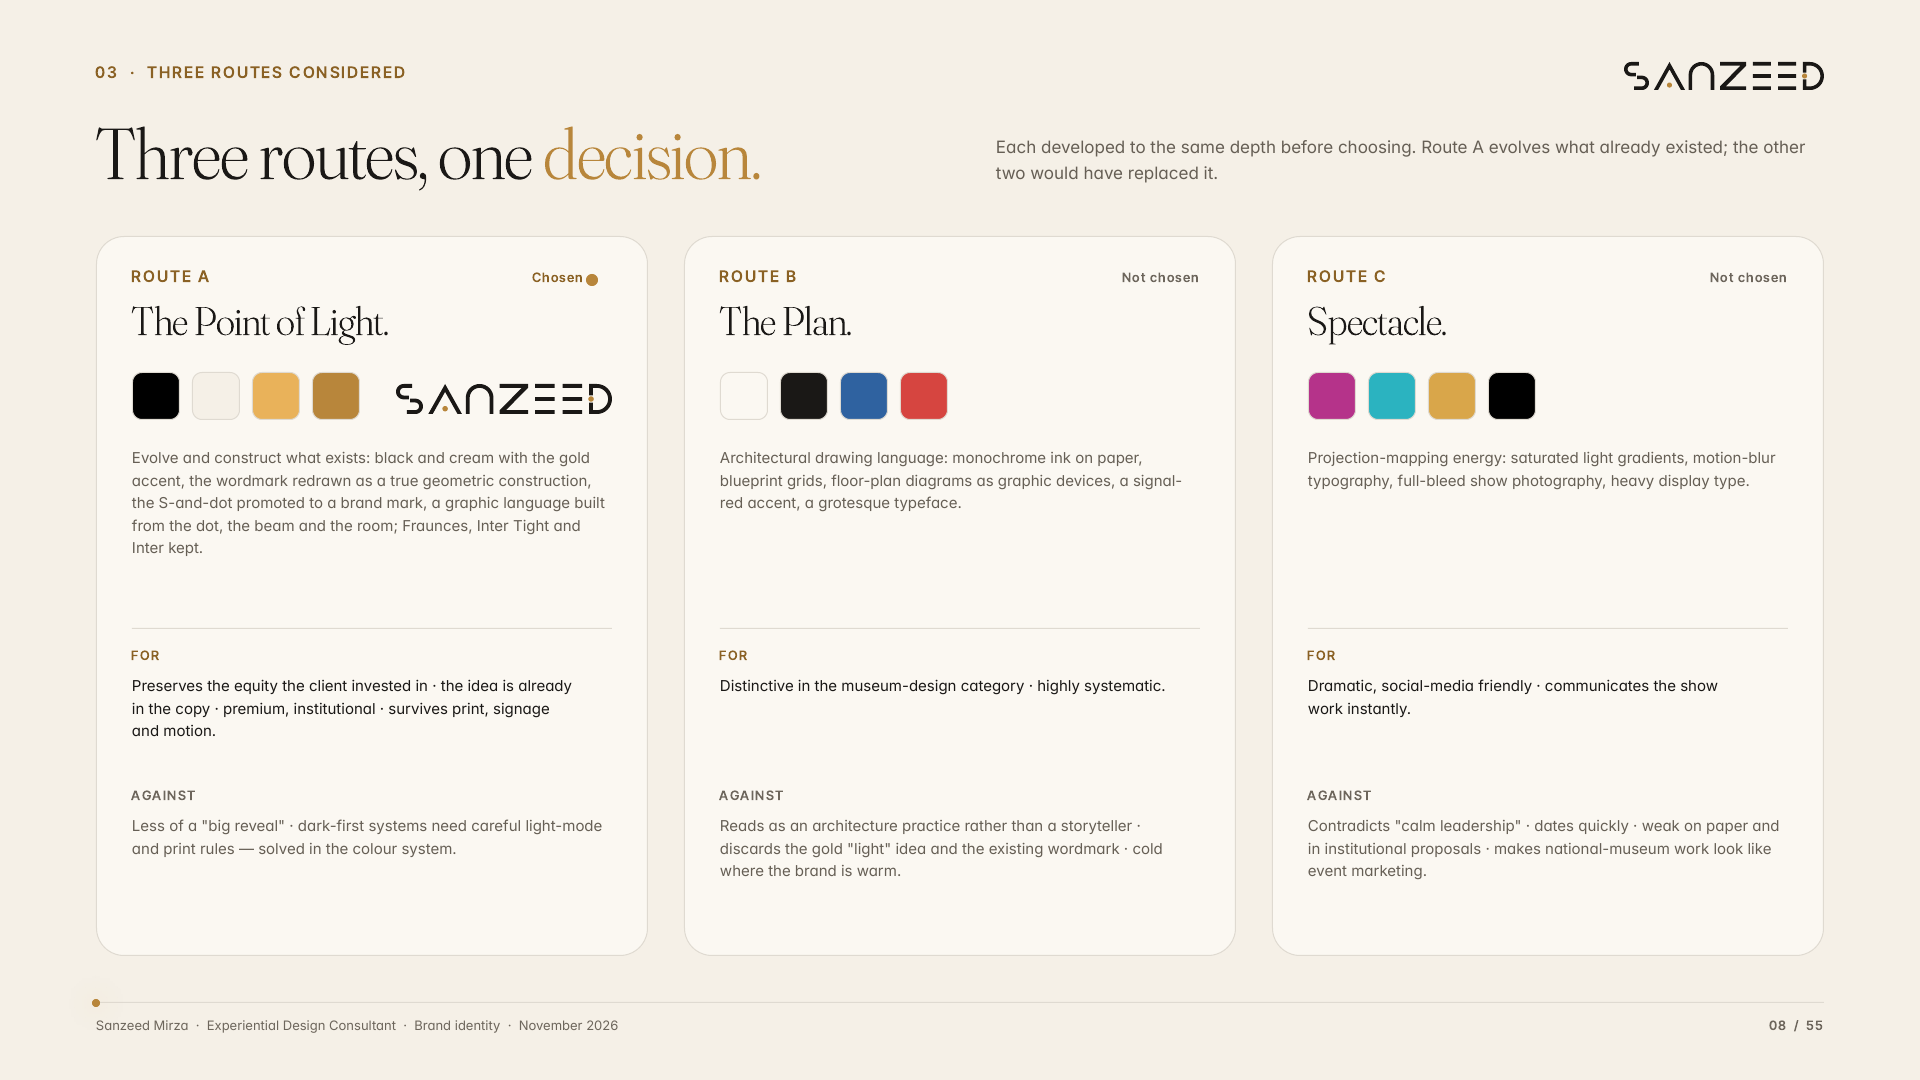 03 · THREE ROUTES CONSIDERED
SANZEED
Three routes, one decision.
Each developed to the same depth before choosing. Route A evolves what already existed; the other
two would have replaced it.
ROUTE A
Chosen
The Point of Light.
SANZEED
Evolve and construct what exists: black and cream with the gold
accent, the wordmark redrawn as a true geometric construction,
the S-and-dot promoted to a brand mark, a graphic language built
from the dot, the beam and the room; Fraunces, Inter Tight and
Inter kept.
FOR
Preserves the equity the client invested in · the idea is already
in the copy · premium, institutional · survives print, signage
and motion.
AGAINST
Less of a "big reveal" · dark-first systems need careful light-mode
and print rules — solved in the colour system.
ROUTE B
Not chosen
The Plan.
Architectural drawing language: monochrome ink on paper,
blueprint grids, floor-plan diagrams as graphic devices, a signal-
red accent, a grotesque typeface.
FOR
Distinctive in the museum-design category · highly systematic.
AGAINST
Reads as an architecture practice rather than a storyteller ·
discards the gold "light" idea and the existing wordmark · cold
where the brand is warm.
ROUTE C
Not chosen
Spectacle.
Projection-mapping energy: saturated light gradients, motion-blur
typography, full-bleed show photography, heavy display type.
FOR
Dramatic, social-media friendly · communicates the show
work instantly.
AGAINST
Contradicts "calm leadership" · dates quickly · weak on paper and
in institutional proposals · makes national-museum work look like
event marketing.
Sanzeed Mirza · Experiential Design Consultant · Brand identity · November 2026
08 / 55